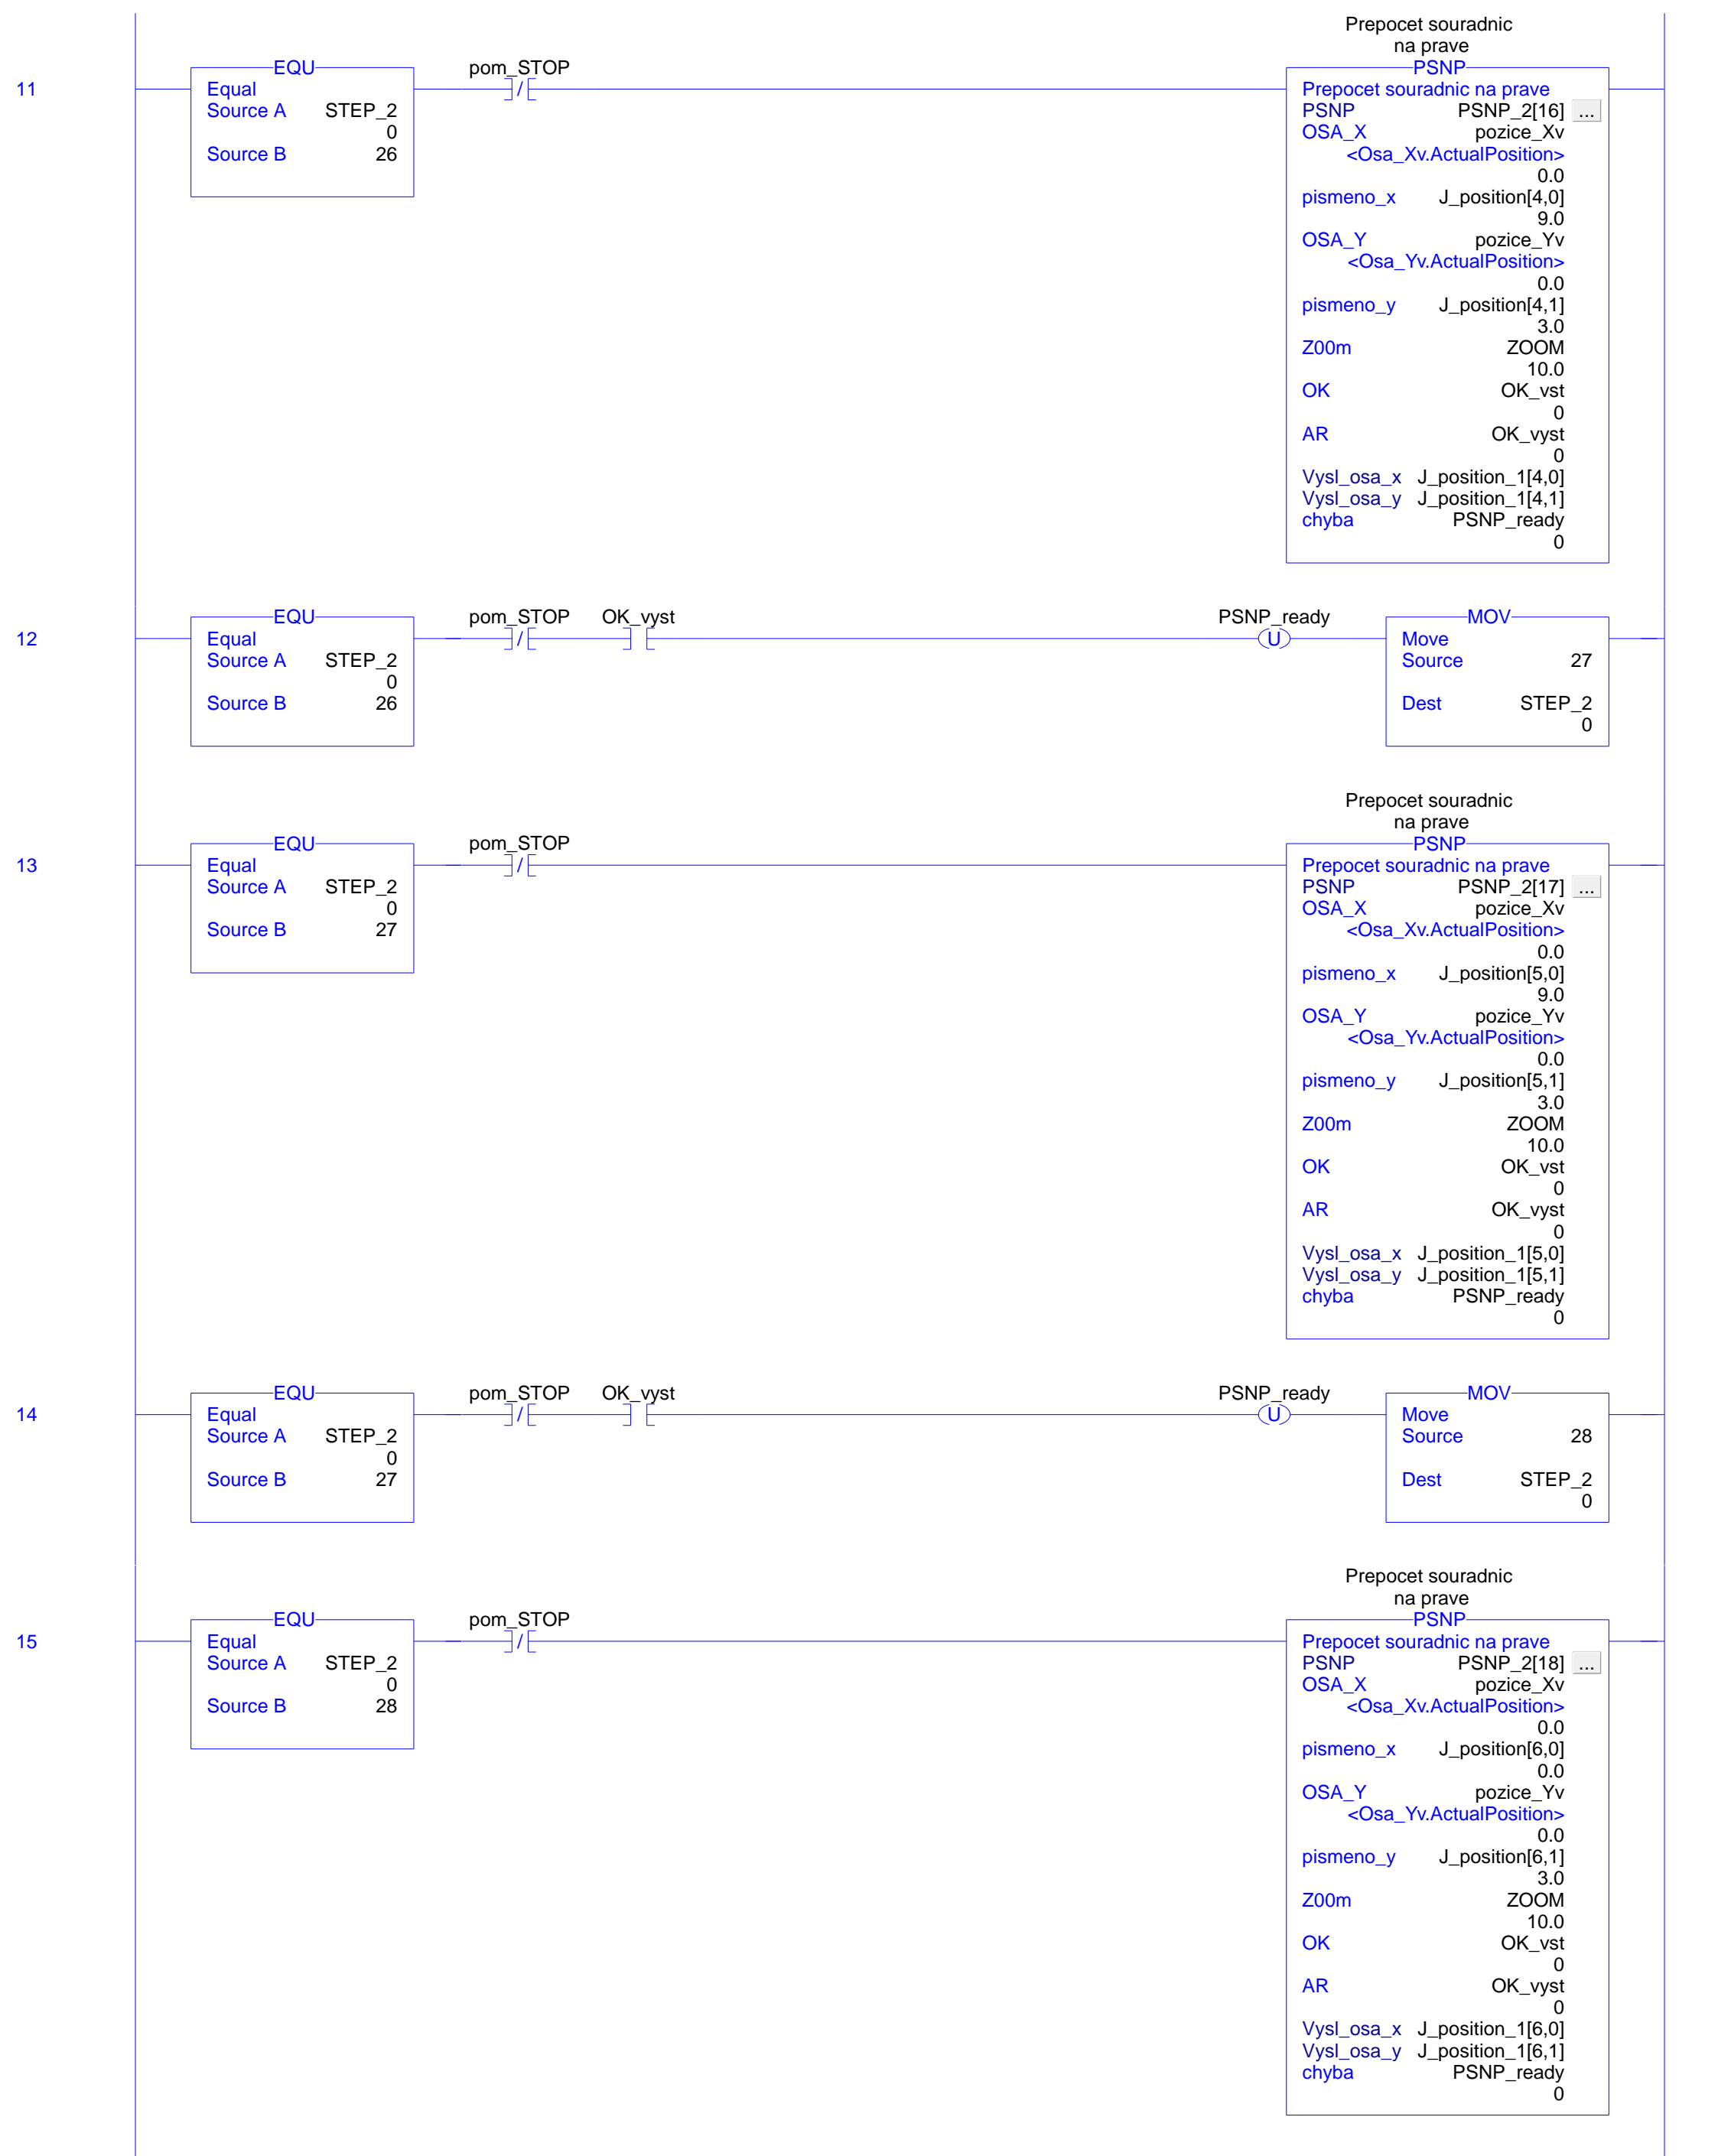 Prepocet souradnic
na prave
11
EQU
Equal
Source A STEP_2
0
Source B 26
pom_STOP
PSNP
Prepocet souradnic na prave
PSNP PSNP_2[16] ...
OSA_X pozice_Xv
<Osa_Xv.ActualPosition>
0.0
pismeno_x J_position[4,0]
9.0
OSA_Y pozice_Yv
<Osa_Yv.ActualPosition>
0.0
pismeno_y J_position[4,1]
3.0
Z00m ZOOM
10.0
OK OK_vst
0
AR OK_vyst
0
Vysl_osa_x J_position_1[4,0]
Vysl_osa_y J_position_1[4,1]
chyba PSNP_ready
0
12
EQU
Equal
Source A STEP_2
0
Source B 26
pom_STOP OK_vyst
PSNP_ready
U
MOV
Move
Source 27
Dest STEP_2
0
Prepocet souradnic
na prave
13
EQU
Equal
Source A STEP_2
0
Source B 27
pom_STOP
PSNP
Prepocet souradnic na prave
PSNP PSNP_2[17] ...
OSA_X pozice_Xv
<Osa_Xv.ActualPosition>
0.0
pismeno_x J_position[5,0]
9.0
OSA_Y pozice_Yv
<Osa_Yv.ActualPosition>
0.0
pismeno_y J_position[5,1]
3.0
Z00m ZOOM
10.0
OK OK_vst
0
AR OK_vyst
0
Vysl_osa_x J_position_1[5,0]
Vysl_osa_y J_position_1[5,1]
chyba PSNP_ready
0
14
EQU
Equal
Source A STEP_2
0
Source B 27
pom_STOP OK_vyst
PSNP_ready
U
MOV
Move
Source 28
Dest STEP_2
0
Prepocet souradnic
na prave
15
EQU
Equal
Source A STEP_2
0
Source B 28
pom_STOP
PSNP
Prepocet souradnic na prave
PSNP PSNP_2[18] ...
OSA_X pozice_Xv
<Osa_Xv.ActualPosition>
0.0
pismeno_x J_position[6,0]
0.0
OSA_Y pozice_Yv
<Osa_Yv.ActualPosition>
0.0
pismeno_y J_position[6,1]
3.0
Z00m ZOOM
10.0
OK OK_vst
0
AR OK_vyst
0
Vysl_osa_x J_position_1[6,0]
Vysl_osa_y J_position_1[6,1]
chyba PSNP_ready
0